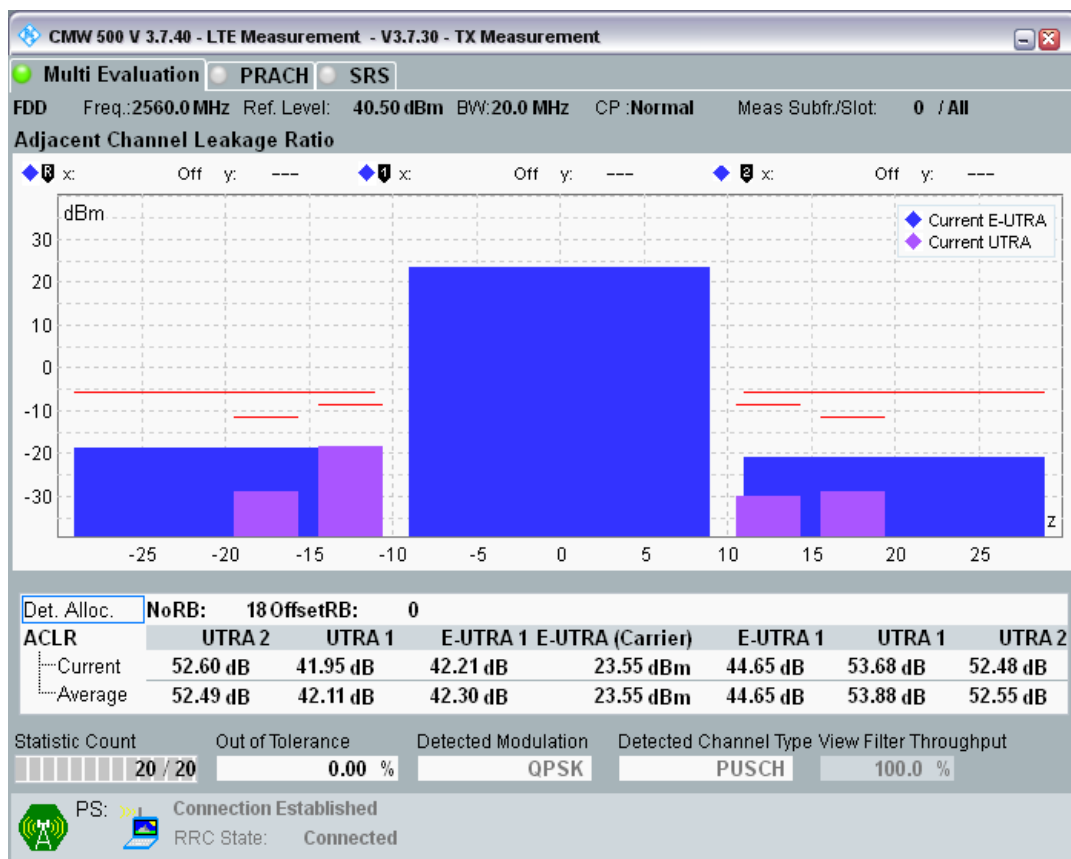 CMW 500 V 3.7.40 - LTE Measurement - V3.7.30 - TX Measurement
Multi Evaluation PRACH SRS
FDD Freq.:2560.0 MHz Ref. Level: 40.50 dBm BW:20.0 MHz CP :Normal Meas Subfr./Slot: 0 / All
Adjacent Channel Leakage Ratio
R x: Off y: --- 1 x: Off y: --- 2 x: Off y: ---
dBm
Current E-UTRA
Current UTRA
30
20
10
0
-10
-20
-30
z
-25 -20 -15 -10 -5 0 5 10 15 20 25
Det. Alloc. NoRB: 18 OffsetRB: 0
ACLR UTRA 2 UTRA 1 E-UTRA 1 E-UTRA (Carrier) E-UTRA 1 UTRA 1 UTRA 2
Current 52.60 dB 41.95 dB 42.21 dB 23.55 dBm 44.65 dB 53.68 dB 52.48 dB
Average 52.49 dB 42.11 dB 42.30 dB 23.55 dBm 44.65 dB 53.88 dB 52.55 dB
Statistic Count Out of Tolerance Detected Modulation Detected Channel Type View Filter Throughput
20 / 20 0.00 % QPSK PUSCH 100.0 %
PS: Connection Established
RRC State: Connected